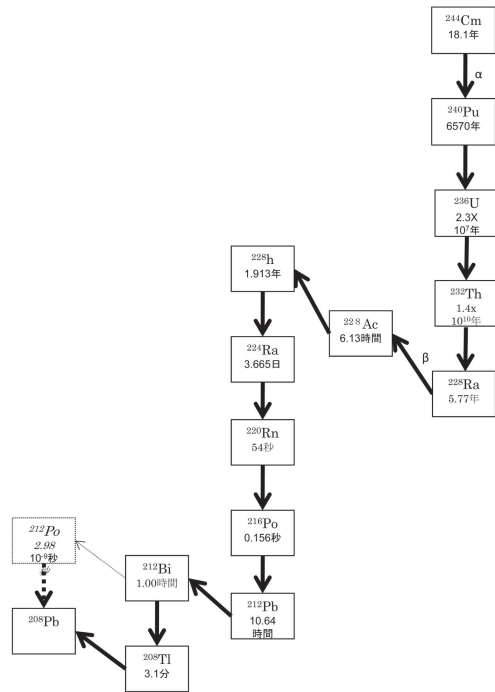 ²⁴⁴Cm
18.1年
α
²⁴⁰Pu
6570年
²³⁶U
2.3X
10⁷年
²³²Th
1.4x
10¹⁰年
²²⁸Ra
5.77年
β
²²⁸Ac
6.13時間
²²⁸h
1.913年
²²⁴Ra
3.665日
²²⁰Rn
54秒
²¹⁶Po
0.156秒
²¹²Pb
10.64
時間
²¹²Bi
1.00時間
²¹²Po
2.98
10⁻⁹秒
秒
²⁰⁸Tl
3.1分
²⁰⁸Pb